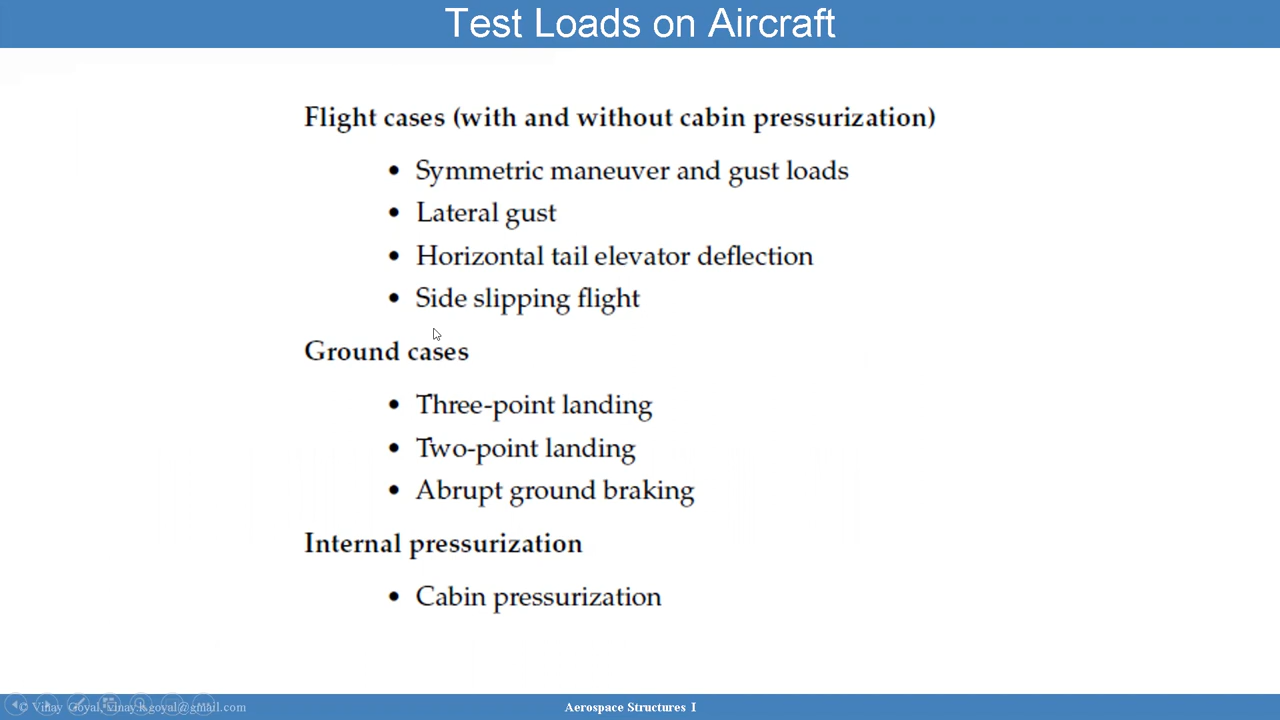 Test Loads on Aircraft
Flight cases (with and without cabin pressurization)
• Symmetric maneuver and gust loads
• Lateral gust
• Horizontal tail elevator deflection
• Side slipping flight
Ground cases
• Three-point landing
• Two-point landing
• Abrupt ground braking
Internal pressurization
• Cabin pressurization
© Vinay Goyal, vinay.k.goyal@gmail.com
Aerospace Structures I